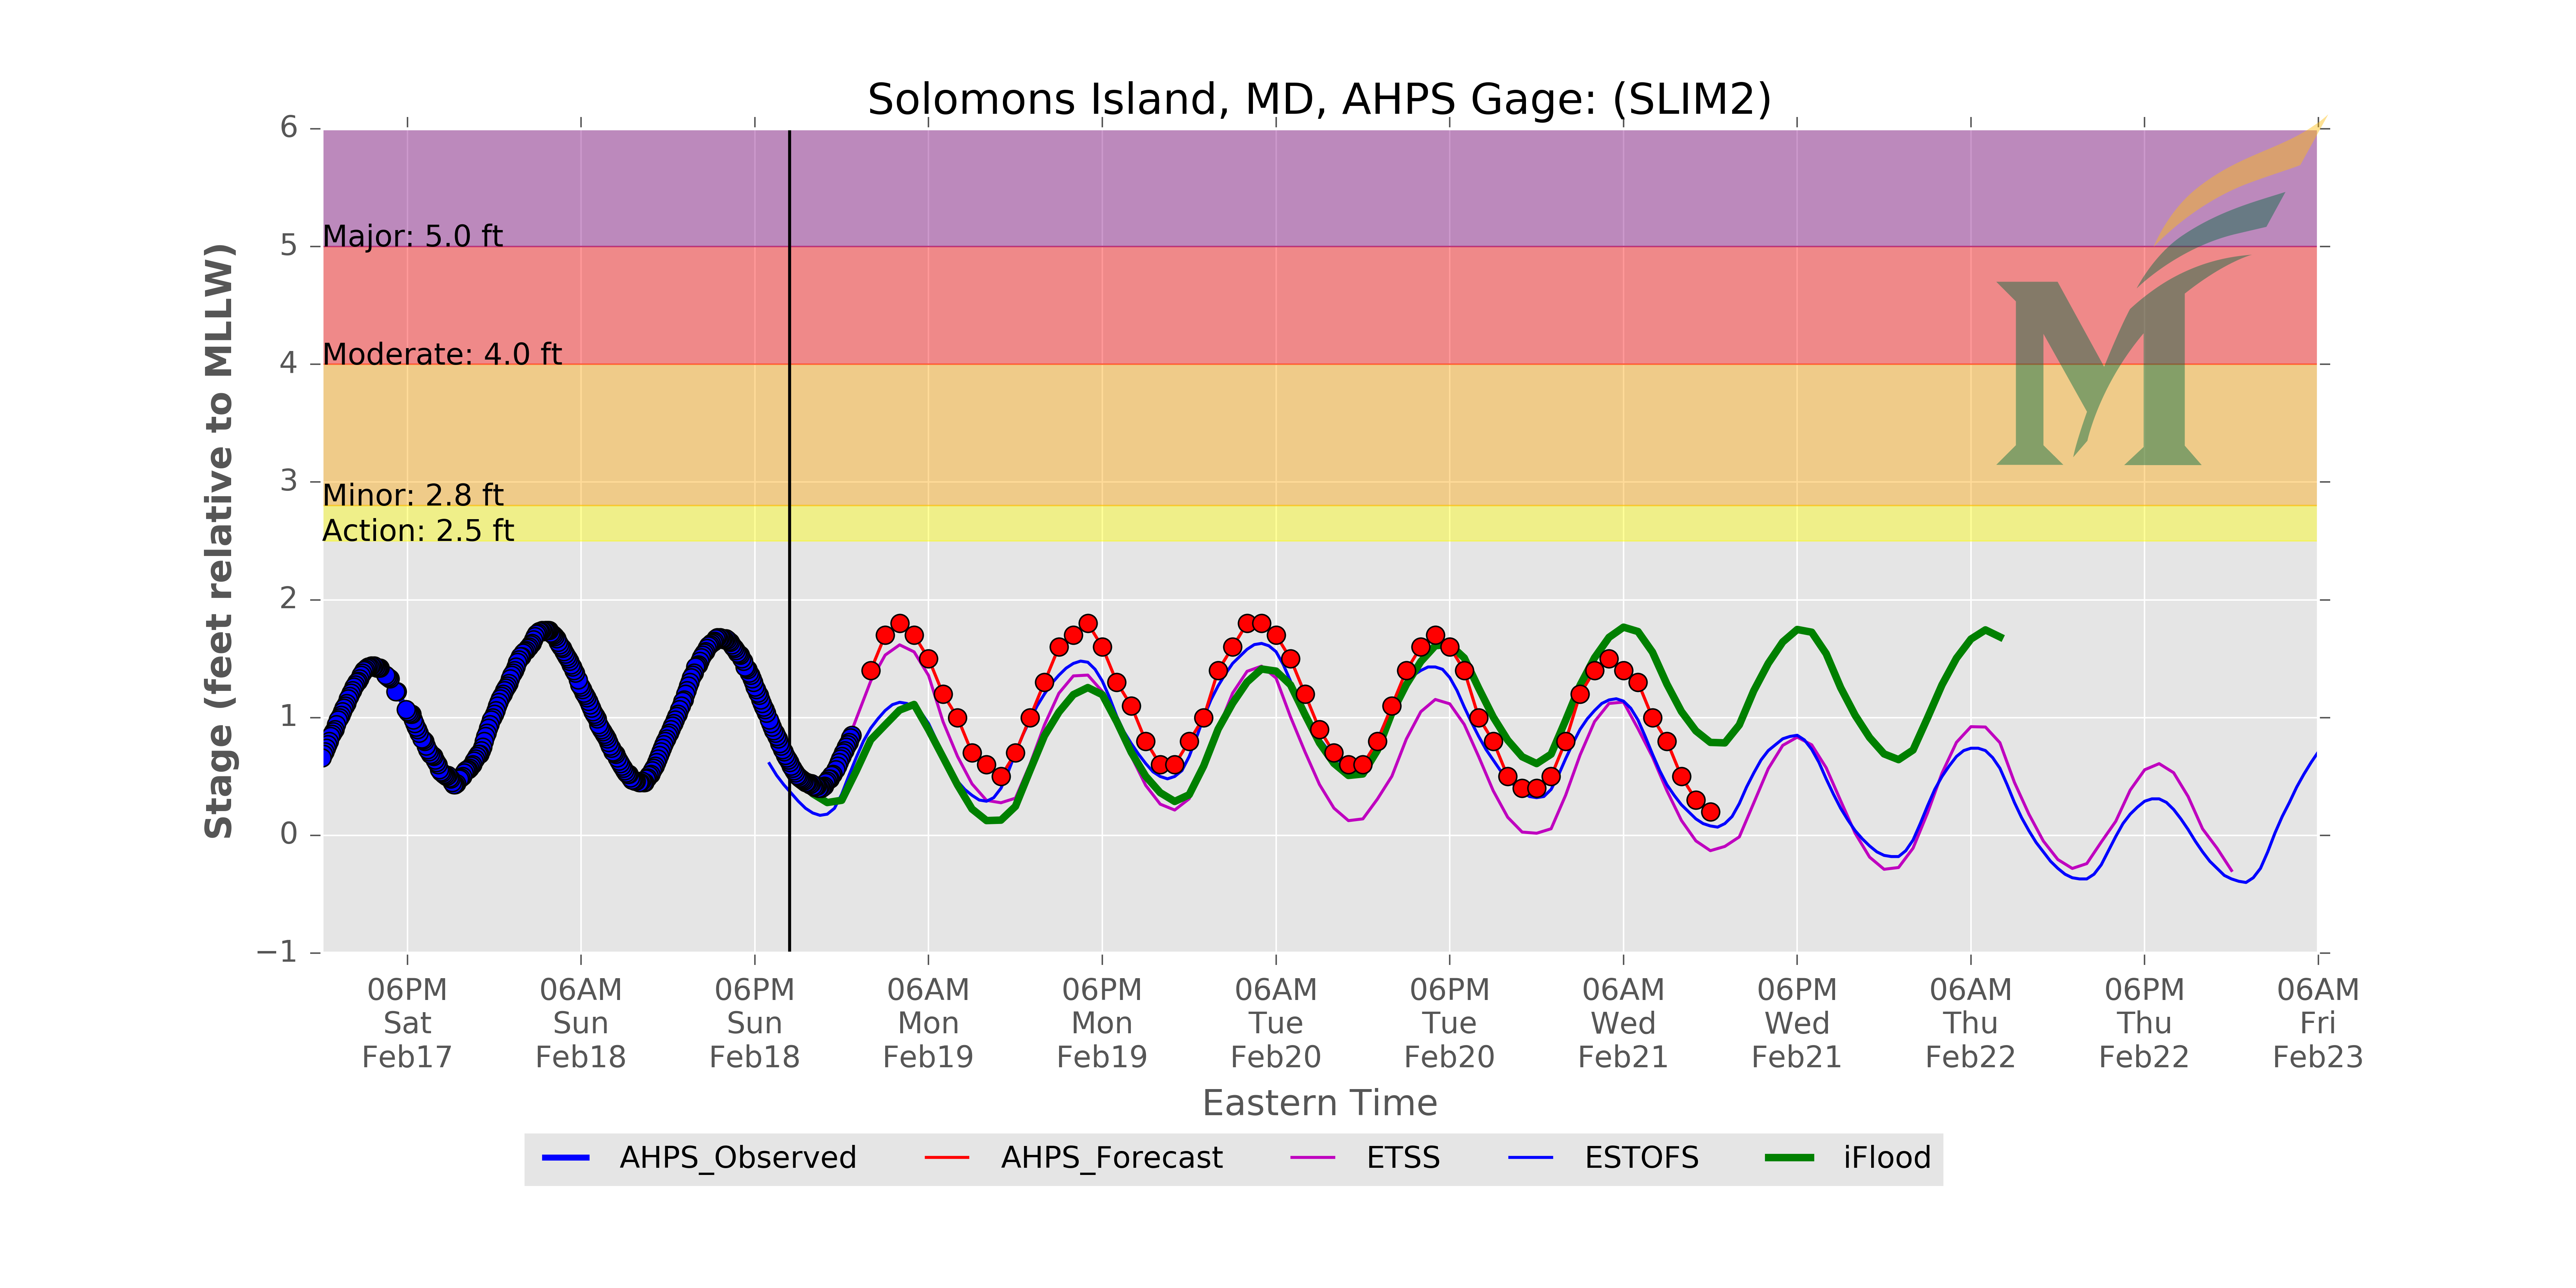 Solomons Island, MD, AHPS Gage: (SLIM2)
6
5
4
3
2
1
0
−1
Stage (feet relative to MLLW)
Major: 5.0 ft
Moderate: 4.0 ft
Minor: 2.8 ft
Action: 2.5 ft
M
06PM 06AM 06PM 06AM 06PM 06AM 06PM 06AM 06PM 06AM 06PM 06AM
Sat Sun Sun Mon Mon Tue Tue Wed Wed Thu Thu Fri
Feb17 Feb18 Feb18 Feb19 Feb19 Feb20 Feb20 Feb21 Feb21 Feb22 Feb22 Feb23
Eastern Time
AHPS_Observed AHPS_Forecast ETSS ESTOFS iFlood